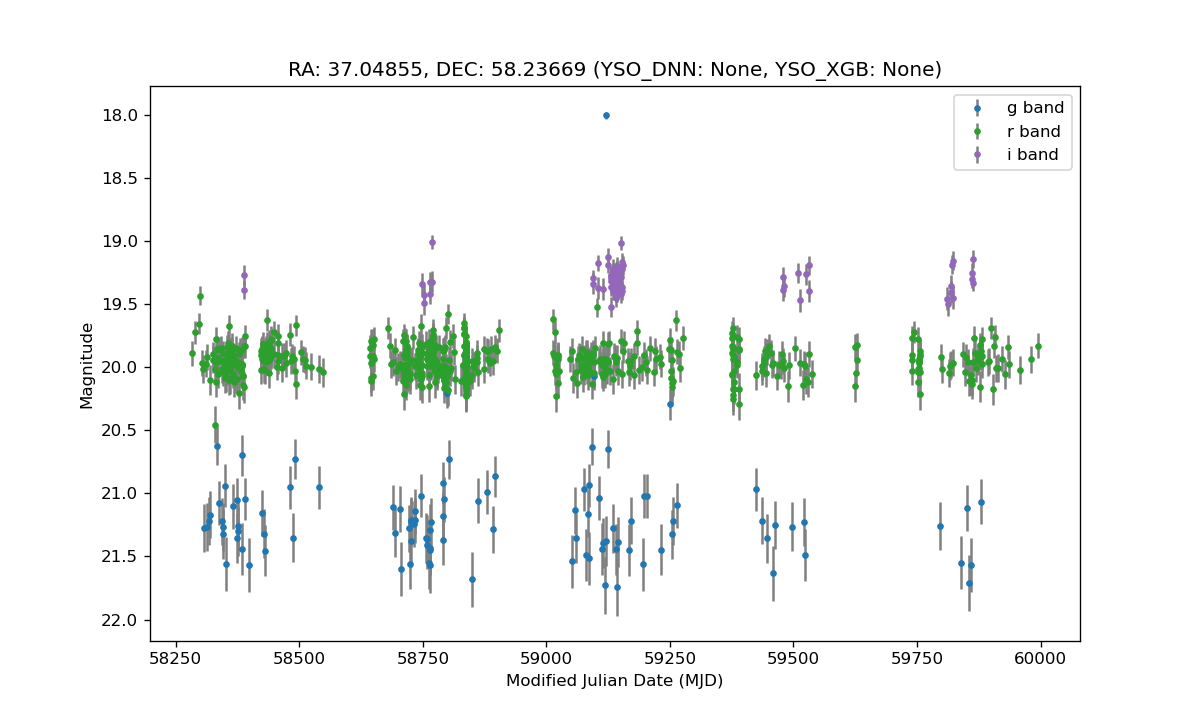 RA: 37.04855, DEC: 58.23669 (YSO_DNN: None, YSO_XGB: None)
g band
r band
i band
18.0
18.5
19.0
19.5
20.0
20.5
21.0
21.5
22.0
Magnitude
58250 58500 58750 59000 59250 59500 59750 60000
Modified Julian Date (MJD)